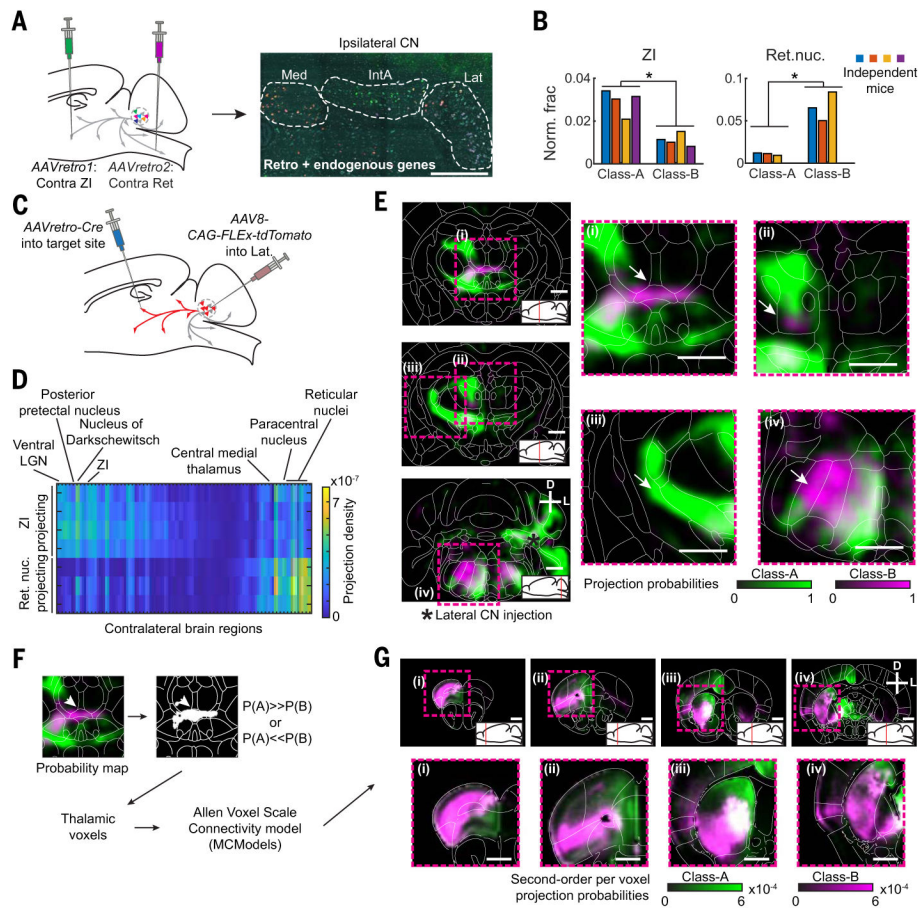 A
Ipsilateral CN
Med
IntA
Lat
Retro + endogenous genes
AAVretro1:
Contra ZI
AAVretro2:
Contra Ret
B
ZI
Ret.nuc.
Independent
mice
Norm. frac
0.04
0.02
0
*
Class-A
Class-B
0.1
0.05
0
*
Class-A
Class-B
C
AAVretro-Cre
into target site
AAV8-
CAG-FLEx-tdTomato
into Lat.
D
Posterior
pretectal nucleus
Nucleus of
Darkschewitsch
Ventral
LGN
ZI
Reticular
nuclei
Paracentral
nucleus
Central medial
thalamus
ZI
projecting
Ret. nuc.
projecting
x10⁻⁷
7
0
Projection density
Contralateral brain regions
E
(i)
(iii)
(ii)
(iv)
D
L
*
* Lateral CN injection
(i)
(ii)
(iii)
(iv)
Projection probabilities
Class-A
0
1
Class-B
0
1
F
Probability map
P(A)>>P(B)
or
P(A)<<P(B)
Thalamic
voxels
Allen Voxel Scale
Connectivity model
(MCModels)
G
(i)
(ii)
(iii)
(iv)
D
L
(i)
(ii)
(iii)
(iv)
Second-order per voxel
projection probabilities
Class-A
0
6
x10⁻⁴
Class-B
0
6
x10⁻⁴